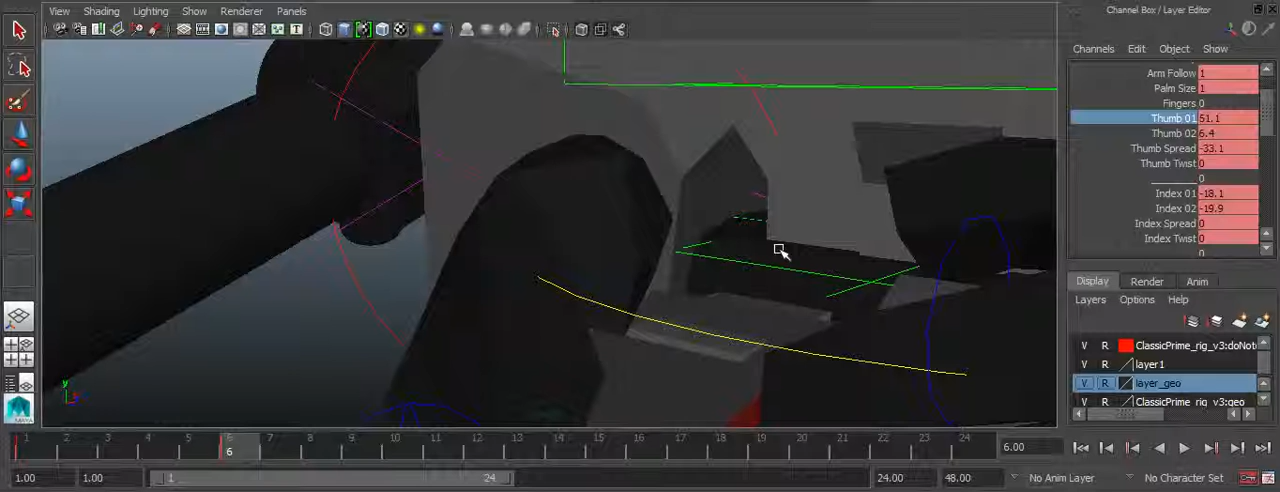 View Shading Lighting Show Renderer Panels
Channel Box / Layer Editor
Channels Edit Object Show
Arm Follow 1
Palm Size 1
Fingers 0
Thumb 01 51.1
Thumb 02 6.4
Thumb Spread -33.1
Thumb Twist 0
0
Index 01 -18.1
Index 02 -19.9
Index Spread 0
Index Twist 0
Display Render Anim
Layers Options Help
V R ClassicPrime_rig_v3:doNot
V R layer1
V R layer_geo
V R ClassicPrime_rig_v3:geo
y
1 2 3 4 5 6 7 8 9 10 11 12 13 14 15 16 17 18 19 20 21 22 23 24
6
6.00
1.00 1.00 1 24 24.00 48.00 No Anim Layer No Character Set